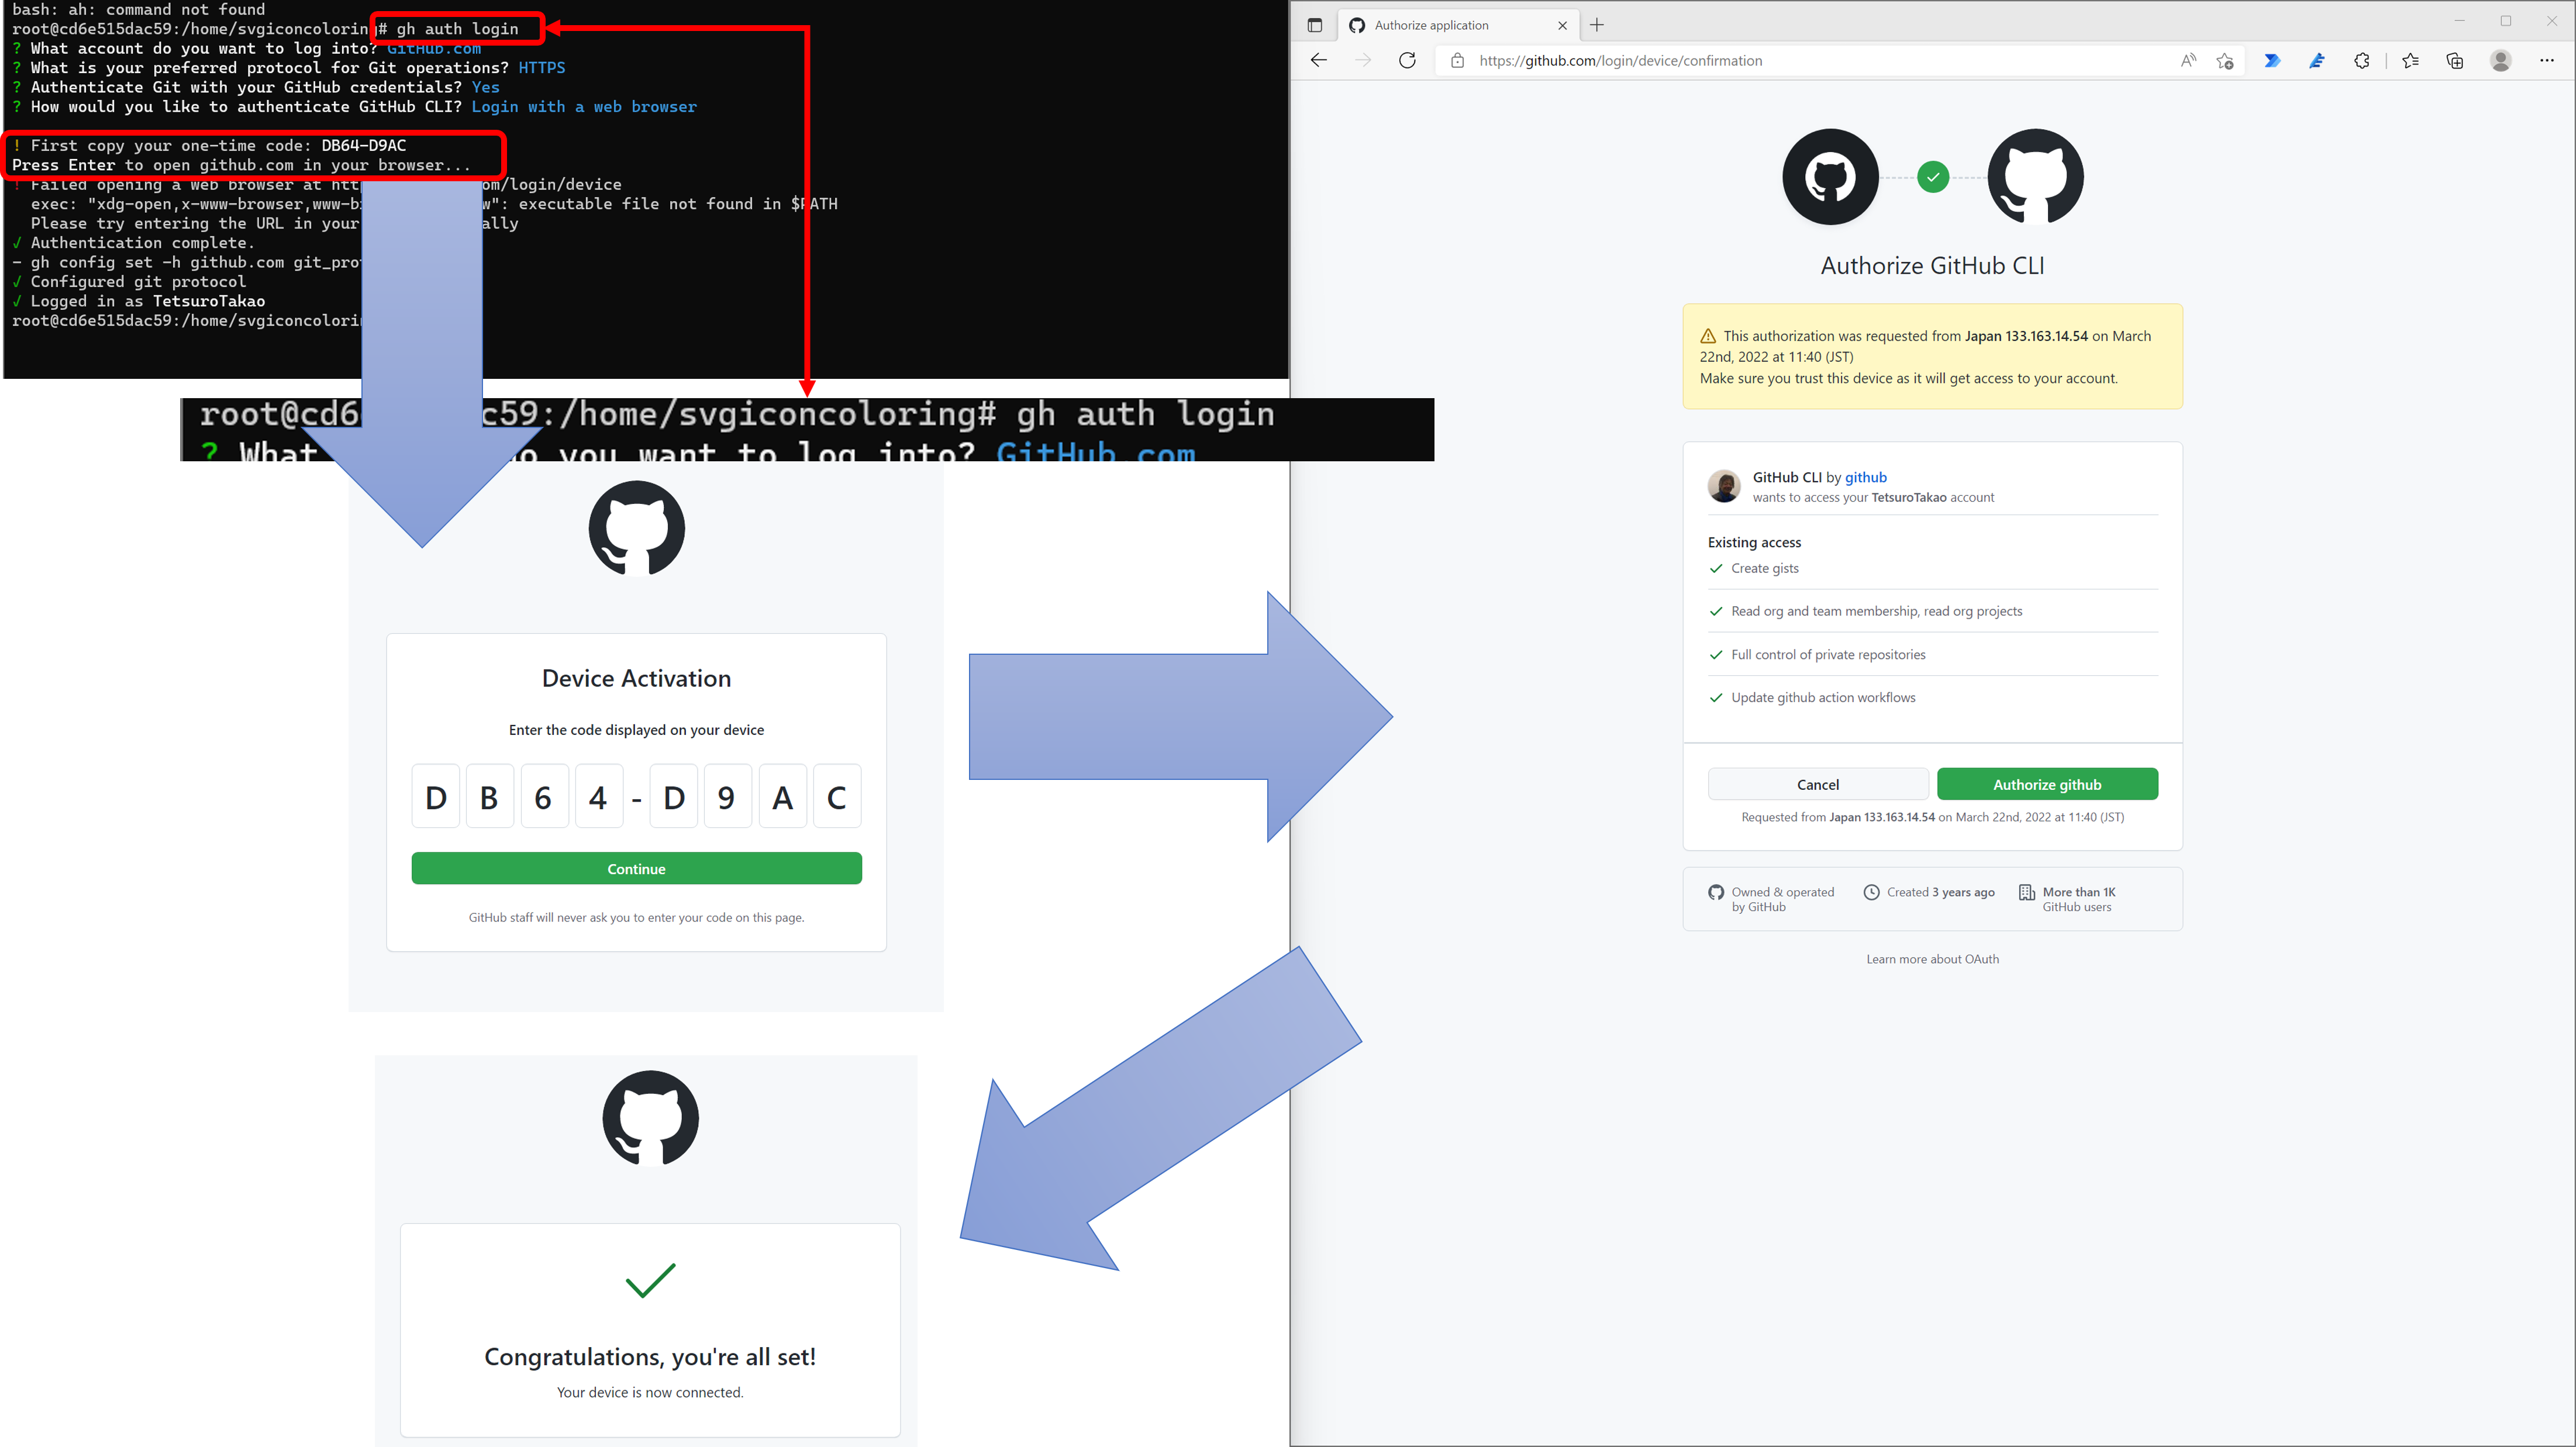 bash: ah: command not found
root@cd6e515dac59:/home/svgiconcoloring# gh auth login
? What account do you want to log into? GitHub.com
? What is your preferred protocol for Git operations? HTTPS
? Authenticate Git with your GitHub credentials? Yes
? How would you like to authenticate GitHub CLI? Login with a web browser
! First copy your one-time code: DB64-D9AC
Press Enter to open github.com in your browser...
! Failed opening a web browser at om/login/device
exec: "xdg-open,x-www-browser,www-b w": executable file not found in $PATH
Please try entering the URL in your ally
✓ Authentication complete.
- gh config set -h github.com git_pro
✓ Configured git protocol
✓ Logged in as TetsuroTakao
root@cd6e515dac59:/home/svgiconcolori
root@cd6 ac59:/home/svgiconcoloring# gh auth login
? What do you want to log into? GitHub.com
Device Activation
Enter the code displayed on your device
D B 6 4 - D 9 A C
Continue
GitHub staff will never ask you to enter your code on this page.
Congratulations, you're all set!
Your device is now connected.
Authorize application
https://github.com/login/device/confirmation
Authorize GitHub CLI
This authorization was requested from Japan 133.163.14.54 on March
22nd, 2022 at 11:40 (JST)
Make sure you trust this device as it will get access to your account.
GitHub CLI by github
wants to access your TetsuroTakao account
Existing access
Create gists
Read org and team membership, read org projects
Full control of private repositories
Update github action workflows
Cancel
Authorize github
Requested from Japan 133.163.14.54 on March 22nd, 2022 at 11:40 (JST)
Owned & operated
by GitHub
Created 3 years ago
More than 1K
GitHub users
Learn more about OAuth